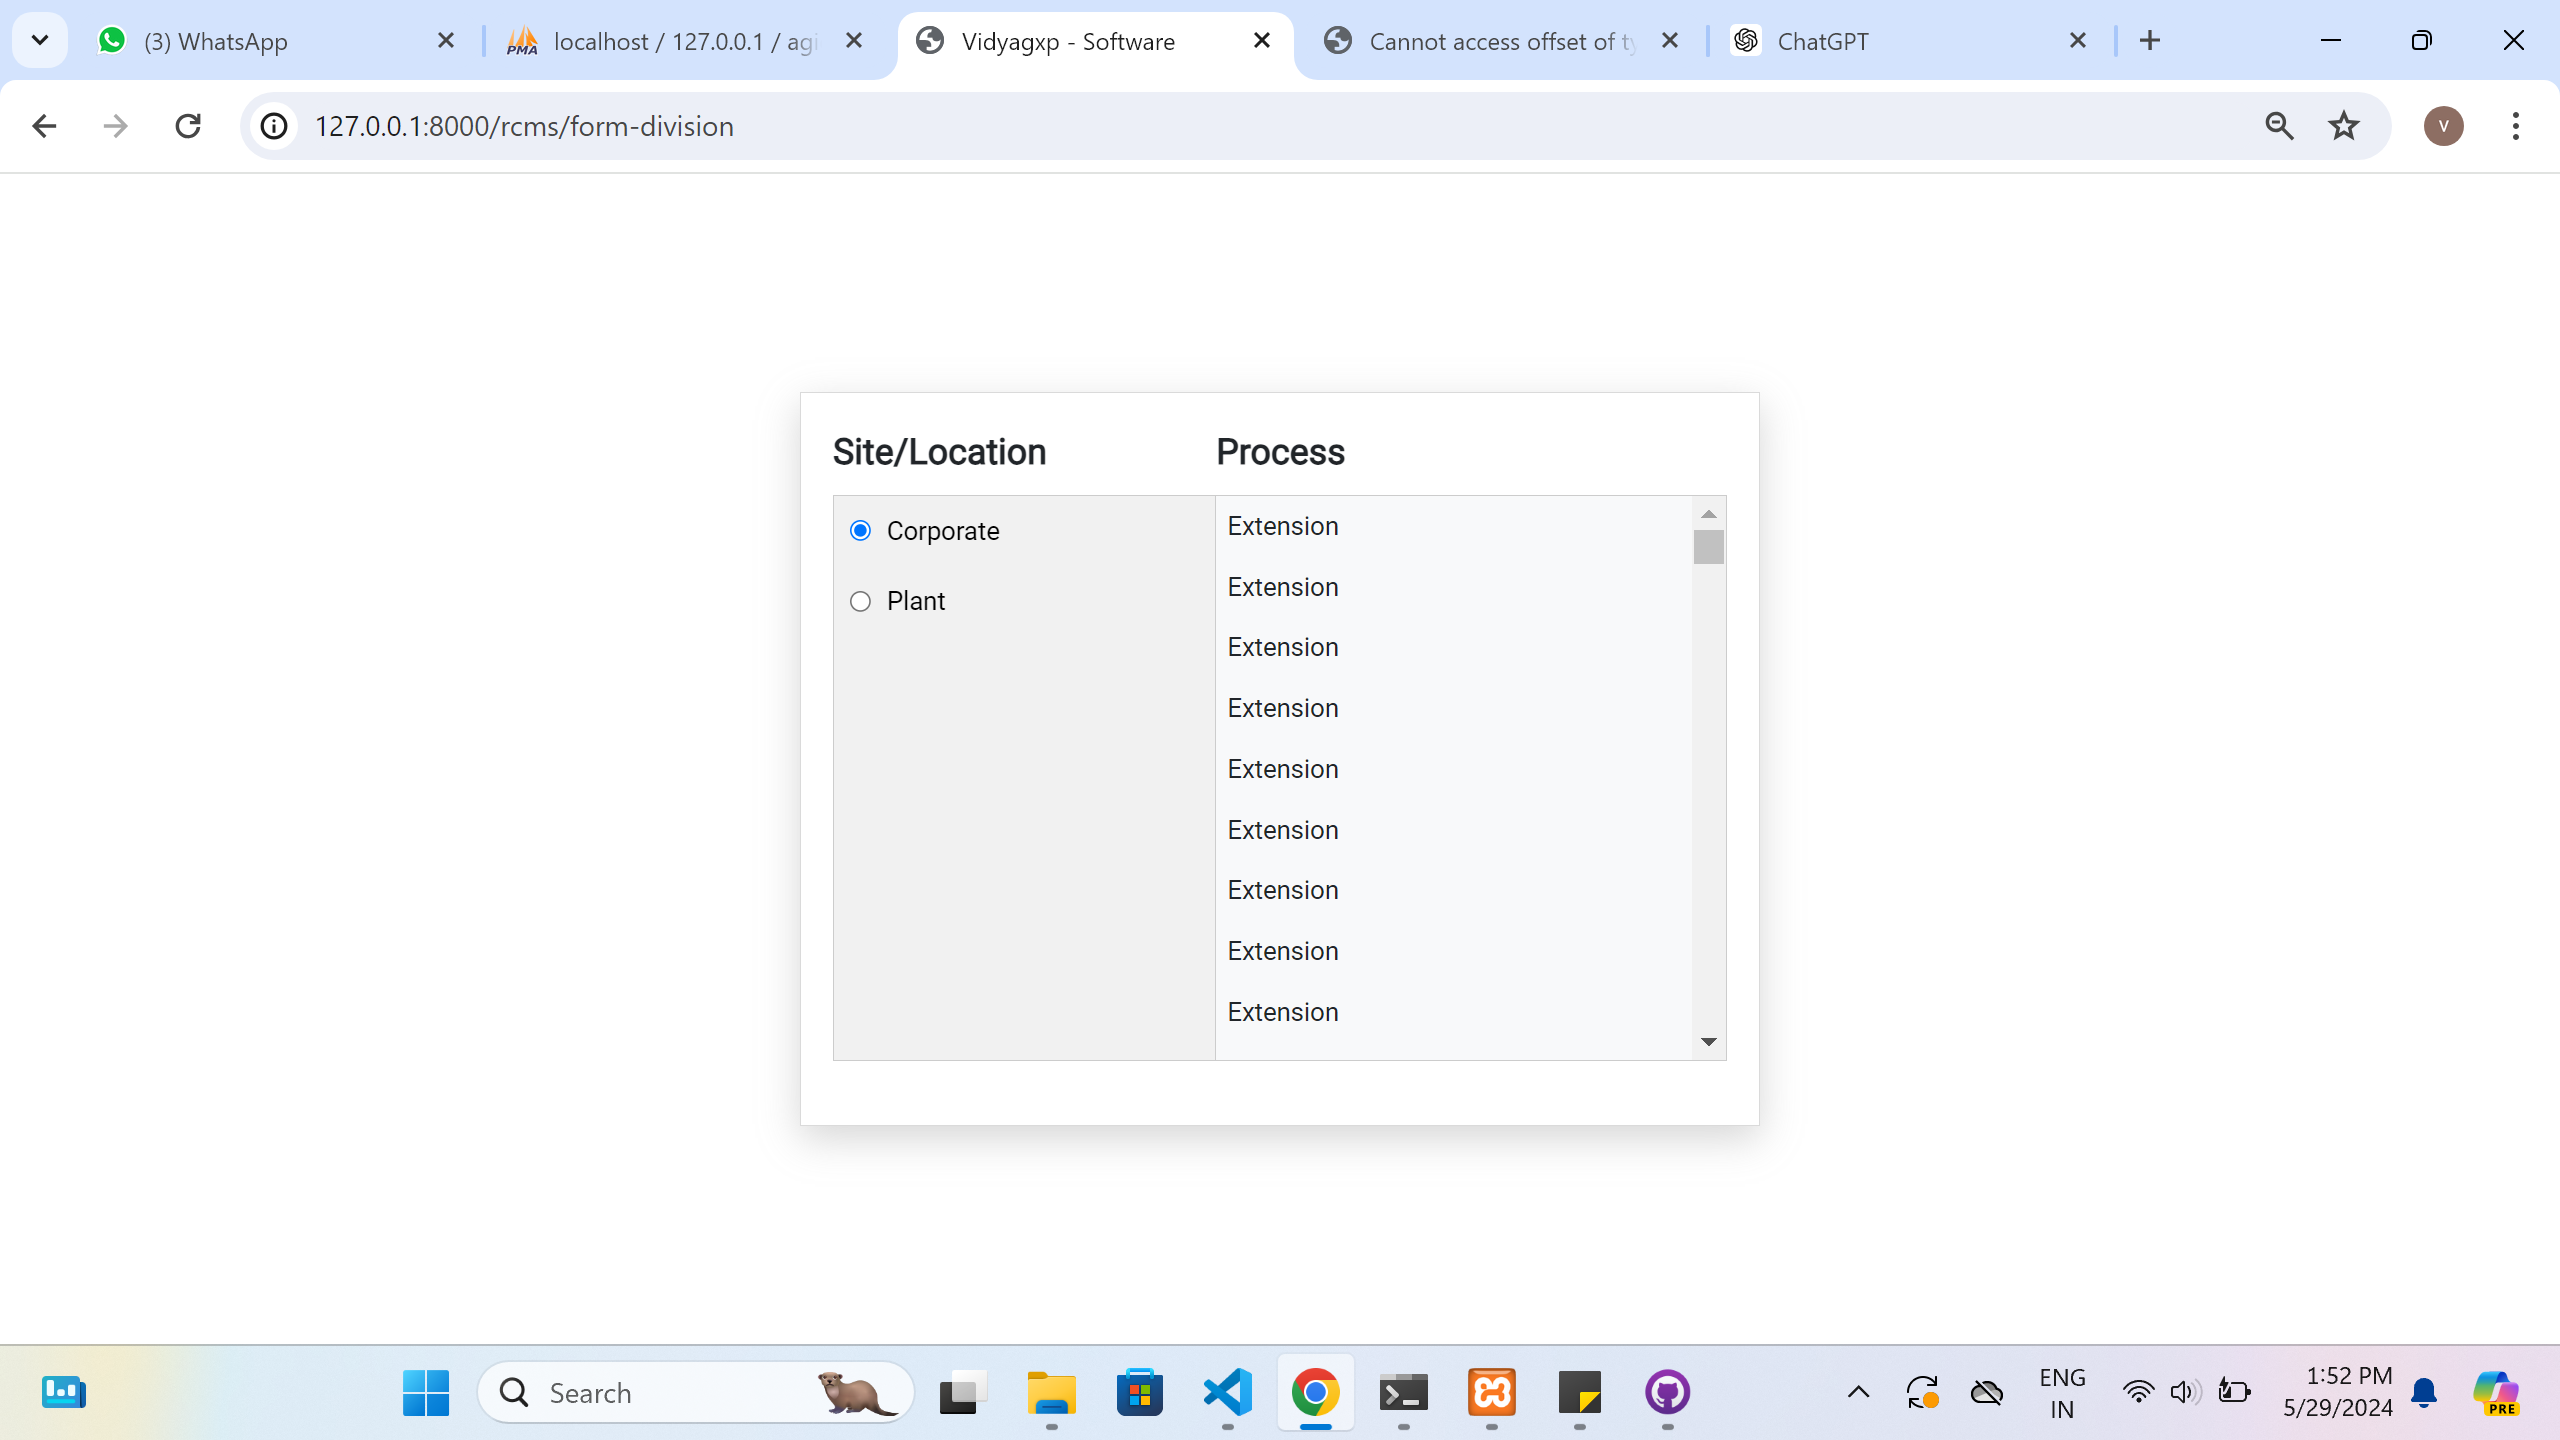 (3) WhatsApp
PMA
localhost / 127.0.0.1 / agi
Vidyagxp - Software
Cannot access offset of ty
ChatGPT
127.0.0.1:8000/rcms/form-division
V
Site/Location
Process
Corporate
Plant
Extension
Extension
Extension
Extension
Extension
Extension
Extension
Extension
Extension
Search
ENG
IN
1:52 PM
5/29/2024
PRE